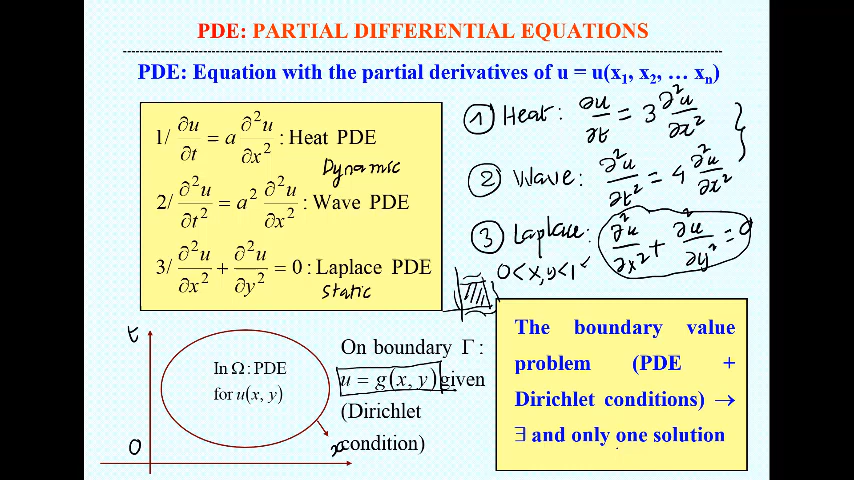 PDE: PARTIAL DIFFERENTIAL EQUATIONS
PDE: Equation with the partial derivatives of u = u(x₁, x₂, … xₙ)
1/ ∂u/∂t = a ∂²u/∂x² : Heat PDE
Dynamic
2/ ∂²u/∂t² = a² ∂²u/∂x² : Wave PDE
3/ ∂²u/∂x² + ∂²u/∂y² = 0 : Laplace PDE
Static
① Heat: ∂u/∂t = 3 ∂²u/∂x²
② Wave: ∂²u/∂t² = 4 ∂²u/∂x²
③ Laplace: ∂²u/∂x² + ∂²u/∂y² = 0
0 < x, y < 1
t
In Ω : PDE
for u(x, y)
0
x
On boundary Γ :
u = g(x, y) given
(Dirichlet
condition)
The boundary value
problem (PDE +
Dirichlet conditions) →
∃ and only one solution